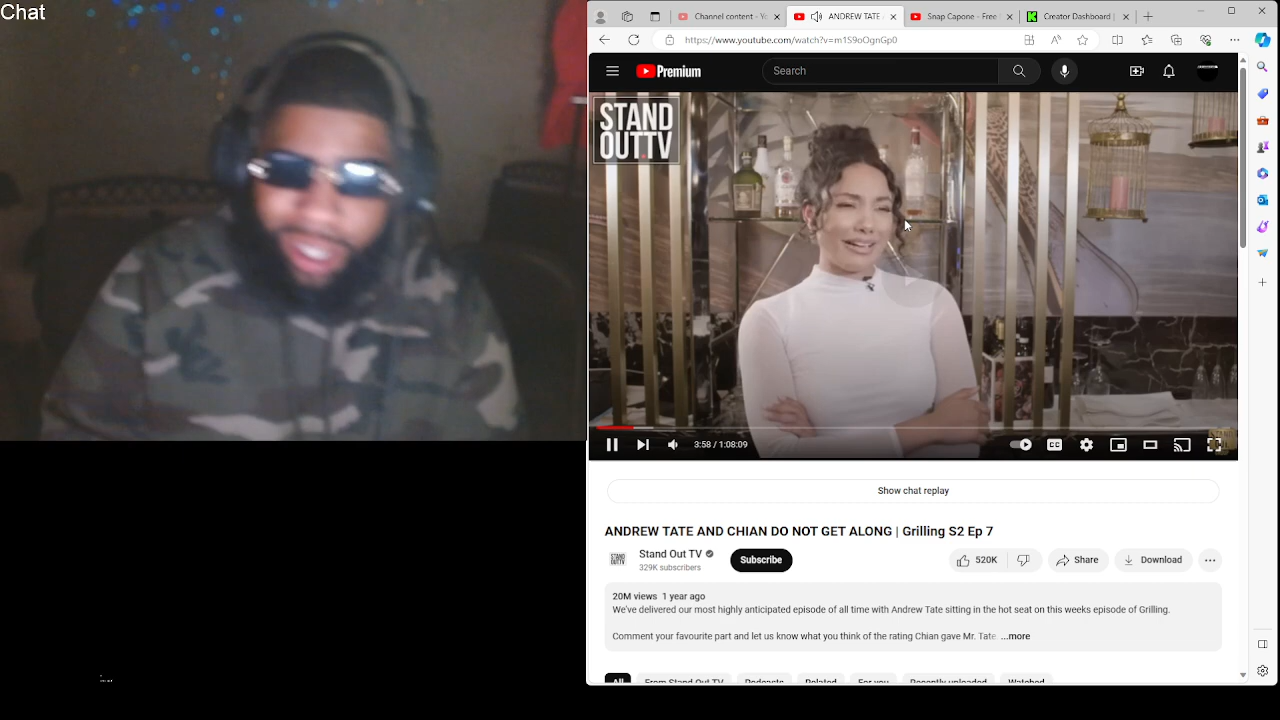 Chat
Channel content - Yo
ANDREW TATE
Snap Capone - Free
Creator Dashboard |
https://www.youtube.com/watch?v=m1S9oOgnGp0
Premium
Search
STAND
OUTTV
3:58 / 1:08:09
CC
Show chat replay
ANDREW TATE AND CHIAN DO NOT GET ALONG | Grilling S2 Ep 7
Stand Out TV
329K subscribers
Subscribe
520K
Share
Download
20M views 1 year ago
We've delivered our most highly anticipated episode of all time with Andrew Tate sitting in the hot seat on this weeks episode of Grilling.
Comment your favourite part and let us know what you think of the rating Chian gave Mr. Tate. ...more
All
From Stand Out TV
Podcasts
Related
For you
Recently uploaded
Watched